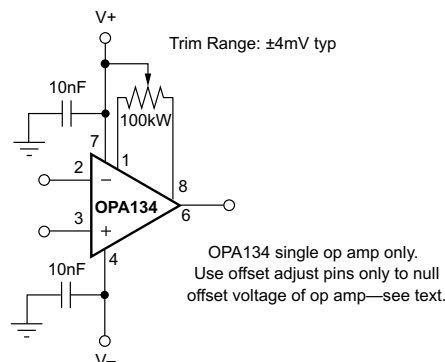 V+
Trim Range: ±4mV typ
10nF
100kW
7
1
2
–
8
OPA134
6
3
+
4
10nF
OPA134 single op amp only.
Use offset adjust pins only to null
offset voltage of op amp—see text.
V–